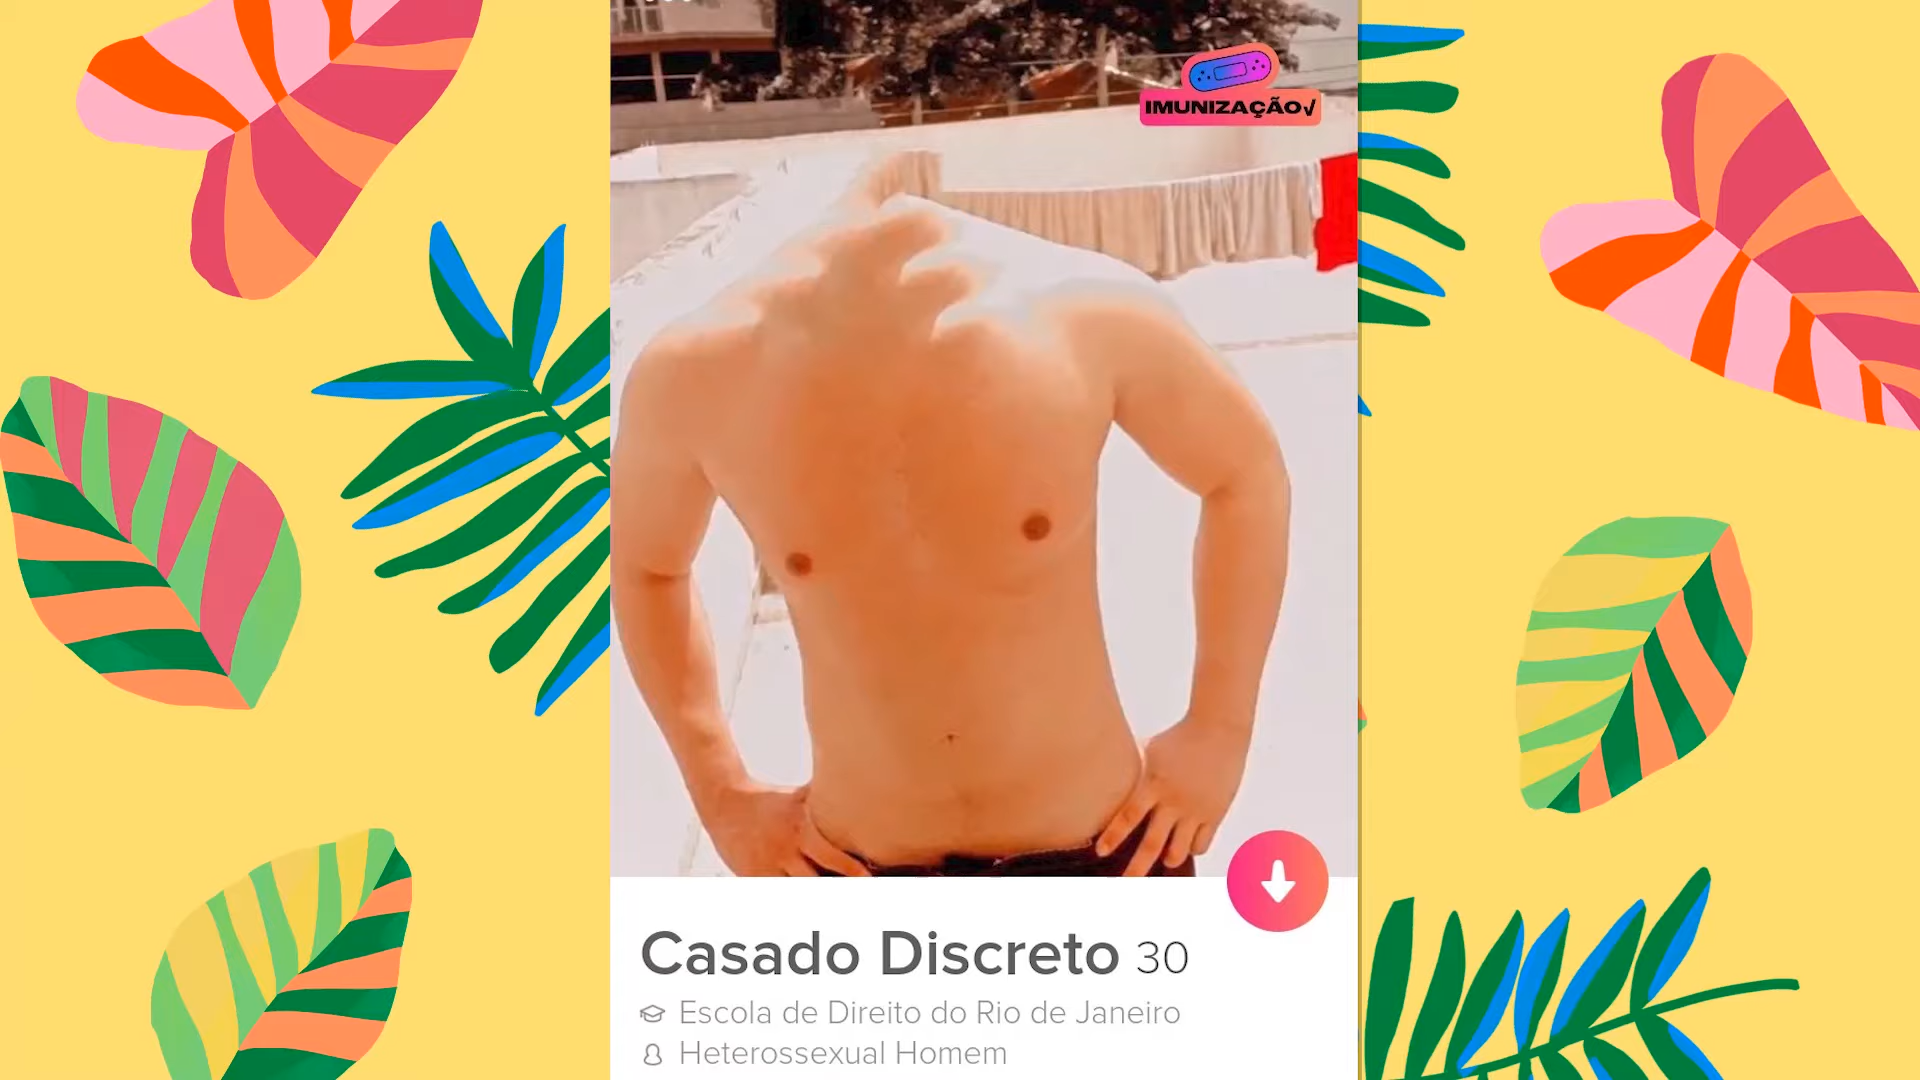 IMUNIZAÇÃO√
Casado Discreto 30
Escola de Direito do Rio de Janeiro
Heterossexual Homem